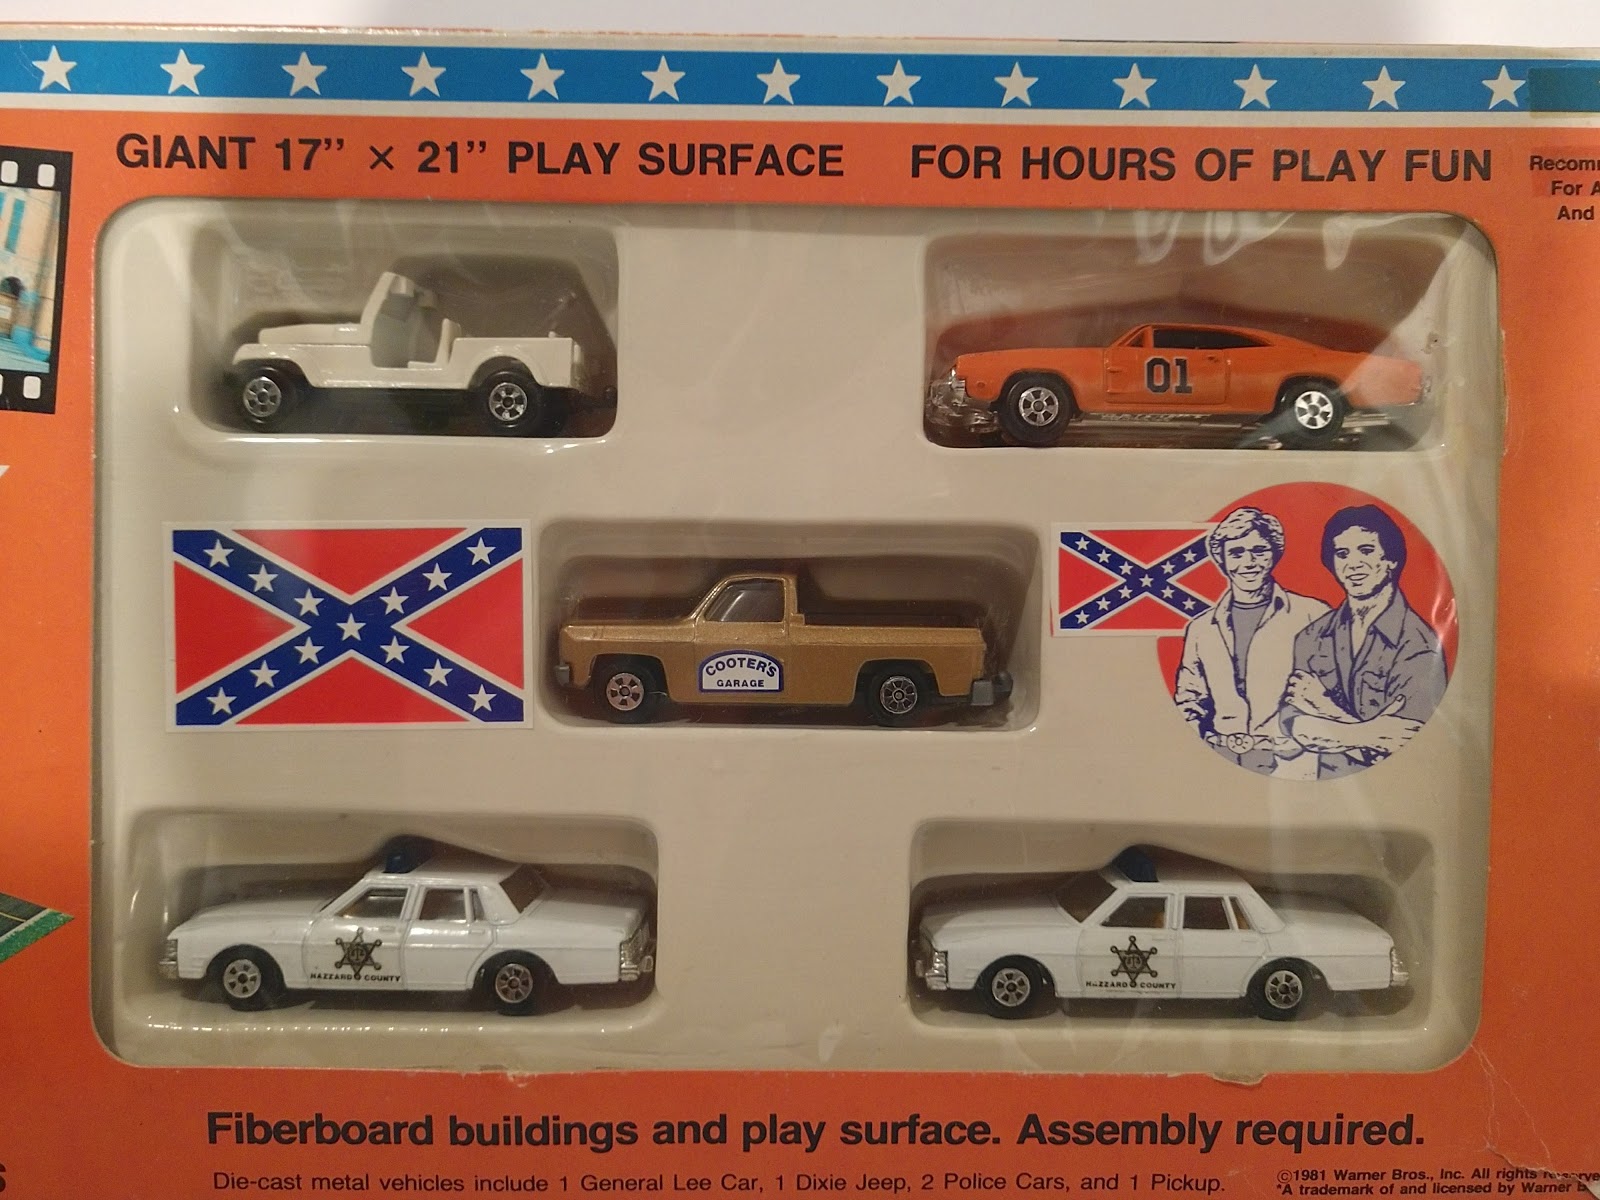 GIANT 17" × 21" PLAY SURFACE FOR HOURS OF PLAY FUN
For
And
01
COOTER'S
GARAGE
HAZZARD COUNTY
HAZZARD COUNTY
Fiberboard buildings and play surface. Assembly required.
Die-cast metal vehicles include 1 General Lee Car, 1 Dixie Jeep, 2 Police Cars, and 1 Pickup.
©1981 Warner Bros., Inc. All rights reserved
*A trademark of and licensed by Warner